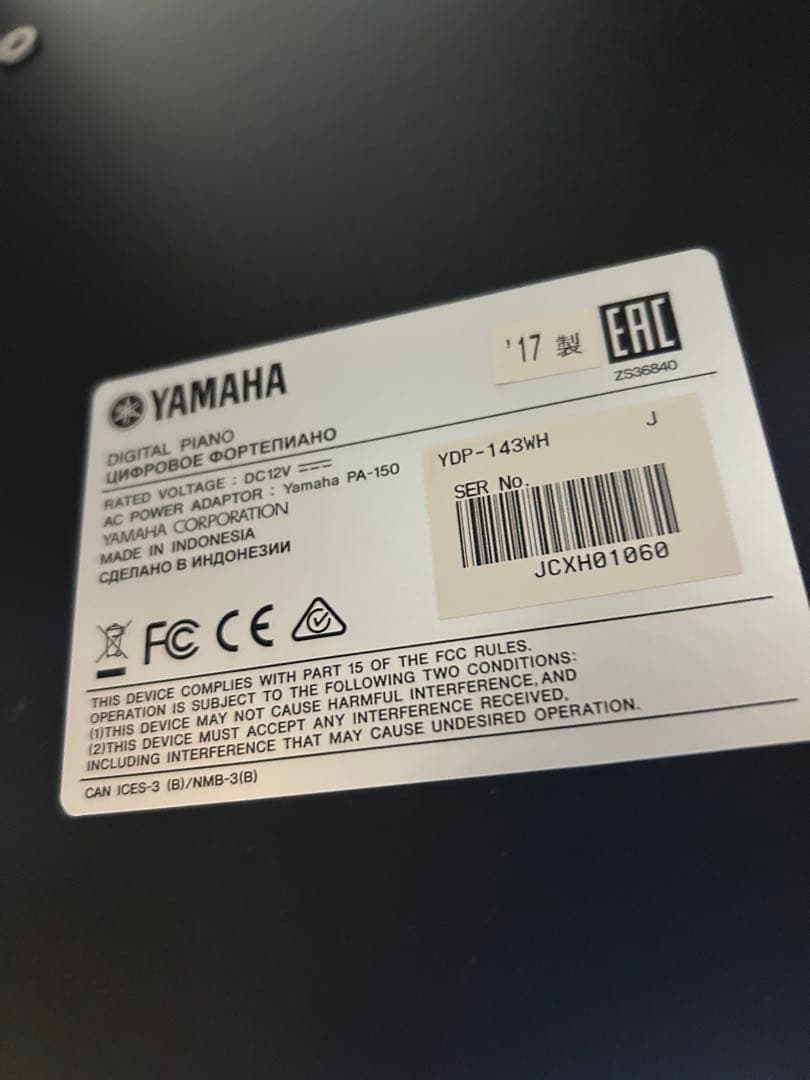 YAMAHA
'17 製
EAC
ZS36840
DIGITAL PIANO
ЦИФРОВОЕ ФОРТЕПИАНО
RATED VOLTAGE : DC12V
AC POWER ADAPTOR : Yamaha PA-150
YAMAHA CORPORATION
MADE IN INDONESIA
СДЕЛАНО В ИНДОНЕЗИИ
YDP-143WH J
SER No.
JCXH01060
FC CE
THIS DEVICE COMPLIES WITH PART 15 OF THE FCC RULES.
OPERATION IS SUBJECT TO THE FOLLOWING TWO CONDITIONS:
(1)THIS DEVICE MAY NOT CAUSE HARMFUL INTERFERENCE, AND
(2)THIS DEVICE MUST ACCEPT ANY INTERFERENCE RECEIVED,
INCLUDING INTERFERENCE THAT MAY CAUSE UNDESIRED OPERATION.
CAN ICES-3 (B)/NMB-3(B)